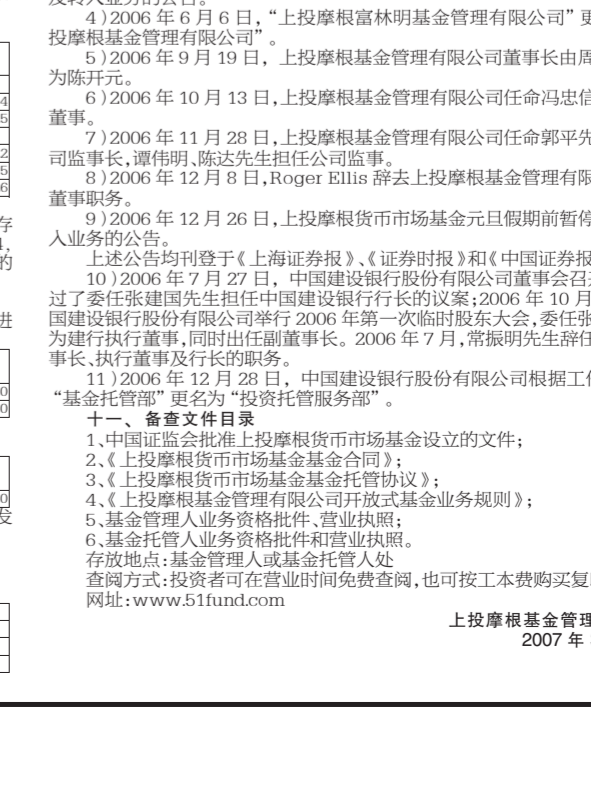 4)2006 年 6 月 6 日，“上投摩根富林明基金管理有限公司”更
投摩根基金管理有限公司”。
5)2006 年 9 月 19 日，上投摩根基金管理有限公司董事长由周
为陈开元。
6)2006 年 10 月 13 日,上投摩根基金管理有限公司任命冯忠信
董事。
7)2006 年 11 月 28 日,上投摩根基金管理有限公司任命郭平先
司监事长,谭伟明、陈达先生担任公司监事。
8)2006 年 12 月 8 日,Roger Ellis 辞去上投摩根基金管理有限
董事职务。
9)2006 年 12 月 26 日,上投摩根货币市场基金元旦假期前暂停
入业务的公告。
上述公告均刊登于《上海证券报》、《证券时报》和《中国证券报
10)2006 年 7 月 27 日，中国建设银行股份有限公司董事会召
过了委任张建国先生担任中国建设银行行长的议案;2006 年 10 月
国建设银行股份有限公司举行 2006 年第一次临时股东大会,委任张
为建行执行董事,同时出任副董事长。2006 年 7 月,常振明先生辞任
事长、执行董事及行长的职务。
11)2006 年 12 月 28 日，中国建设银行股份有限公司根据工作
“基金托管部”更名为“投资托管服务部”。
十一、备查文件目录
1、中国证监会批准上投摩根货币市场基金设立的文件;
2、《上投摩根货币市场基金基金合同》;
3、《上投摩根货币市场基金基金托管协议》;
4、《上投摩根基金管理有限公司开放式基金业务规则》;
5、基金管理人业务资格批件、营业执照;
6、基金托管人业务资格批件和营业执照。
存放地点:基金管理人或基金托管人处
查阅方式:投资者可在营业时间免费查阅,也可按工本费购买复
网址:www.51fund.com
上投摩根基金管理
2007 年
4
5
2
5
6
存
的
进
0
0
0
发